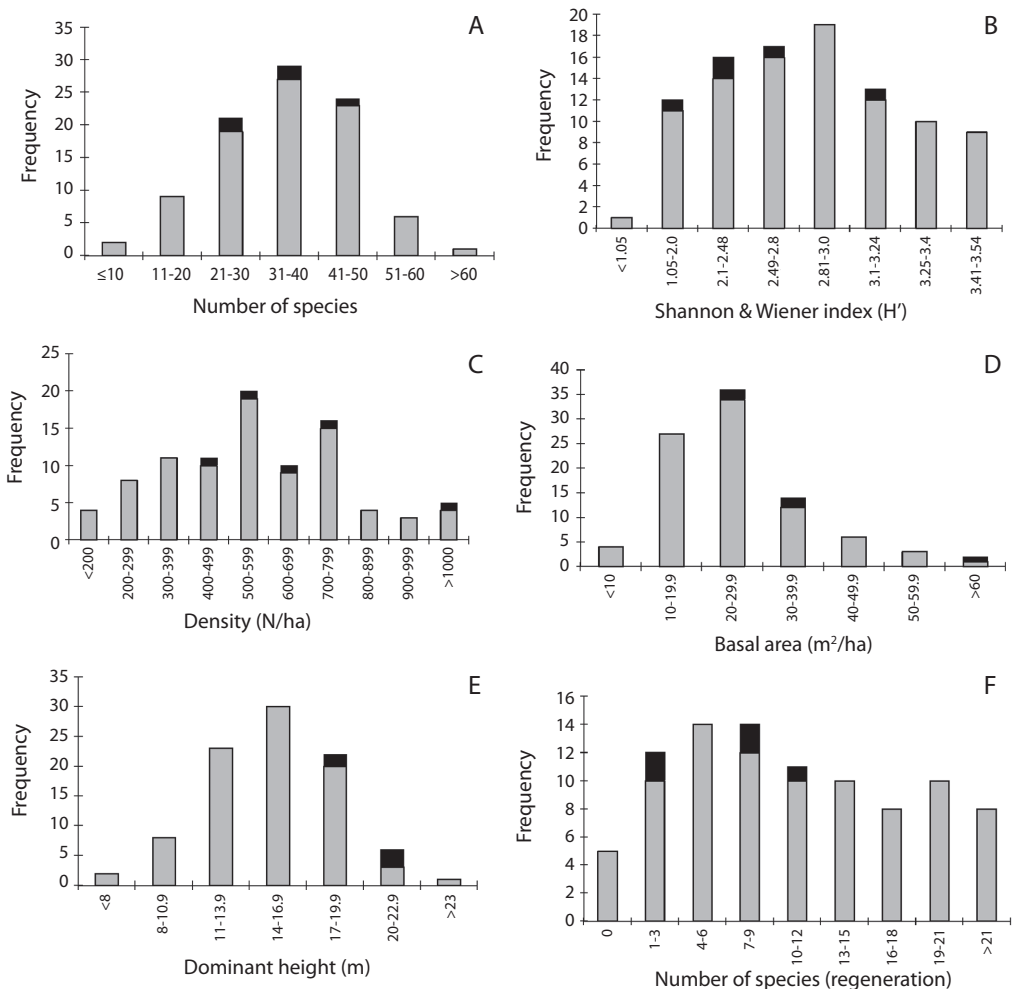 A
Frequency
35
30
25
20
15
10
5
0
≤10 11-20 21-30 31-40 41-50 51-60 >60
Number of species
B
Frequency
20
18
16
14
12
10
8
6
4
2
0
<1.05 1.05-2.0 2.1-2.48 2.49-2.8 2.81-3.0 3.1-3.24 3.25-3.4 3.41-3.54
Shannon & Wiener index (H’)
C
Frequency
25
20
15
10
5
0
<200 200-299 300-399 400-499 500-599 600-699 700-799 800-899 900-999 >1000
Density (N/ha)
D
Frequency
40
35
30
25
20
15
10
5
0
<10 10-19.9 20-29.9 30-39.9 40-49.9 50-59.9 >60
Basal area (m²/ha)
E
Frequency
35
30
25
20
15
10
5
0
<8 8-10.9 11-13.9 14-16.9 17-19.9 20-22.9 >23
Dominant height (m)
F
Frequency
16
14
12
10
8
6
4
2
0
0 1-3 4-6 7-9 10-12 13-15 16-18 19-21 >21
Number of species (regeneration)